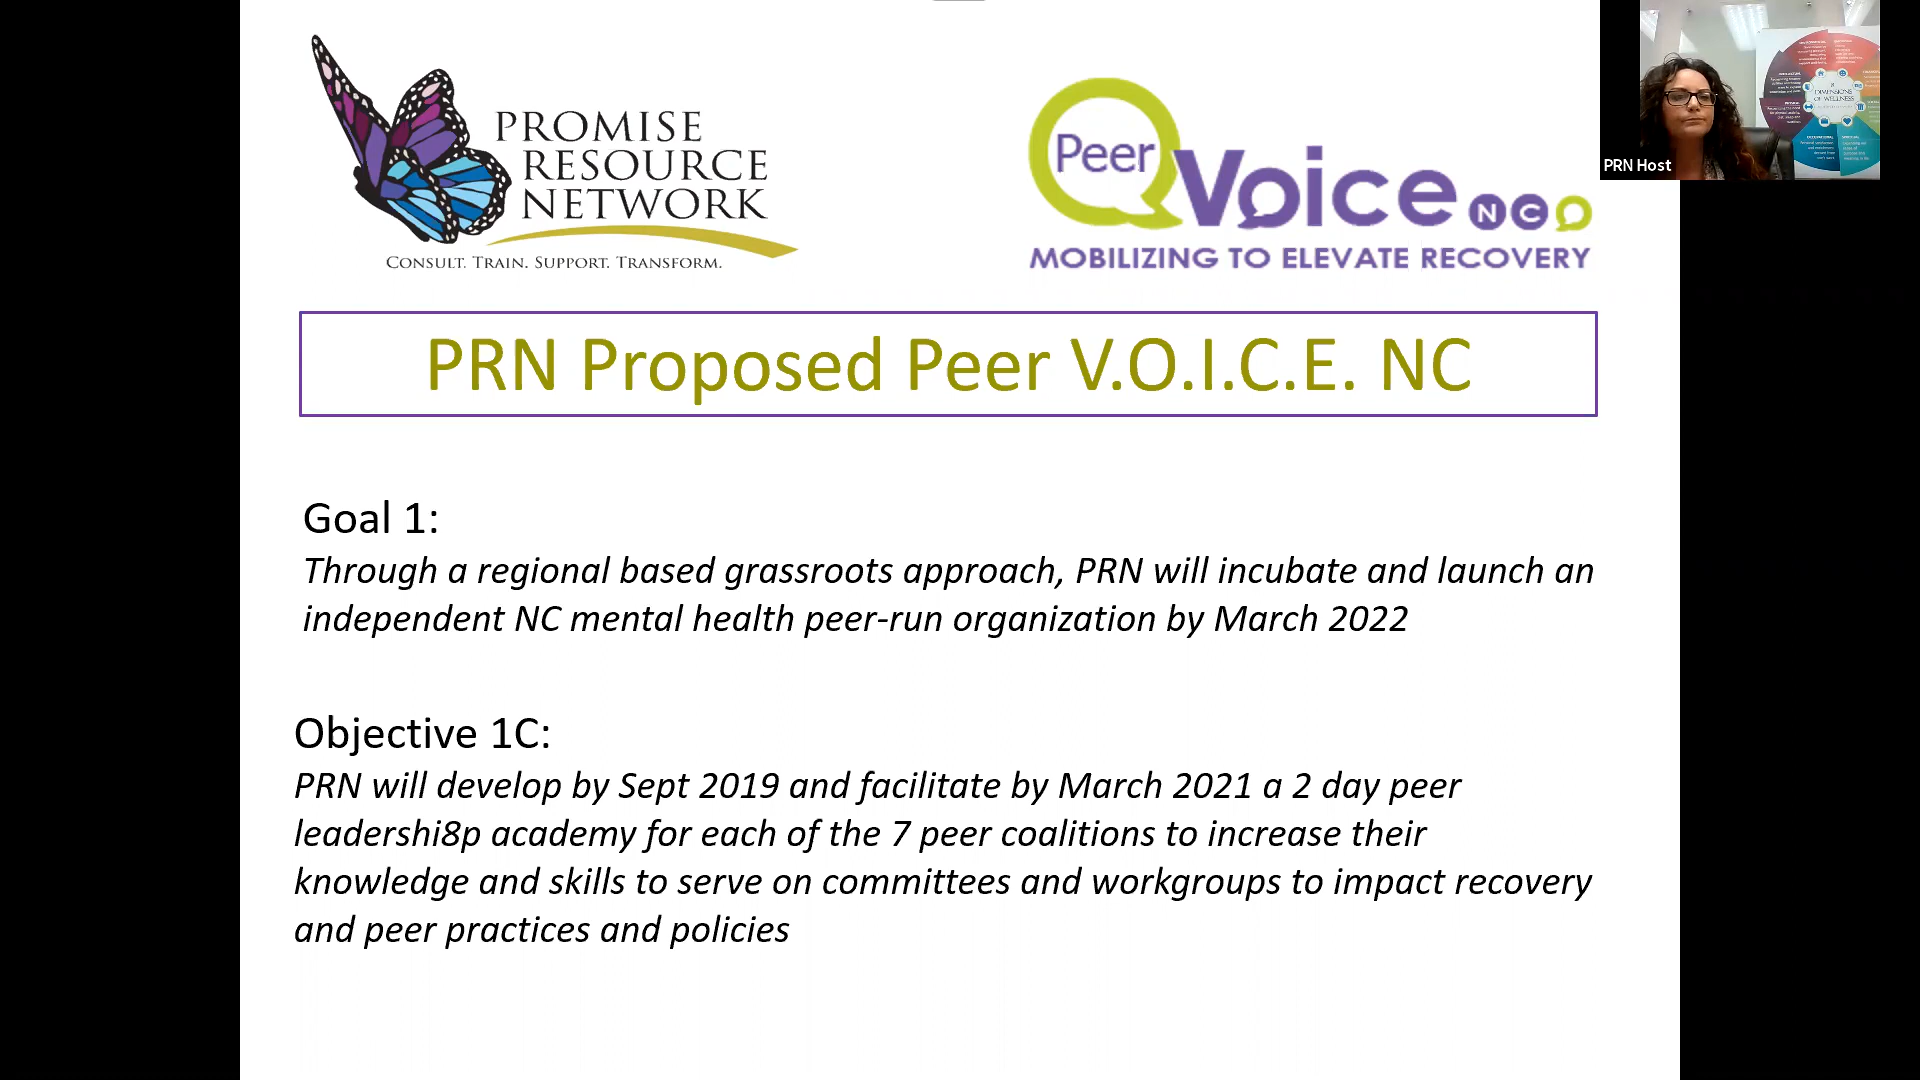 PROMISE
RESOURCE
NETWORK
CONSULT. TRAIN. SUPPORT. TRANSFORM.
Peer
Voice NC
MOBILIZING TO ELEVATE RECOVERY
DIMENSIONS
OF WELLNESS
PRN Host
PRN Proposed Peer V.O.I.C.E. NC
Goal 1:
Through a regional based grassroots approach, PRN will incubate and launch an
independent NC mental health peer-run organization by March 2022
Objective 1C:
PRN will develop by Sept 2019 and facilitate by March 2021 a 2 day peer
leadershi8p academy for each of the 7 peer coalitions to increase their
knowledge and skills to serve on committees and workgroups to impact recovery
and peer practices and policies